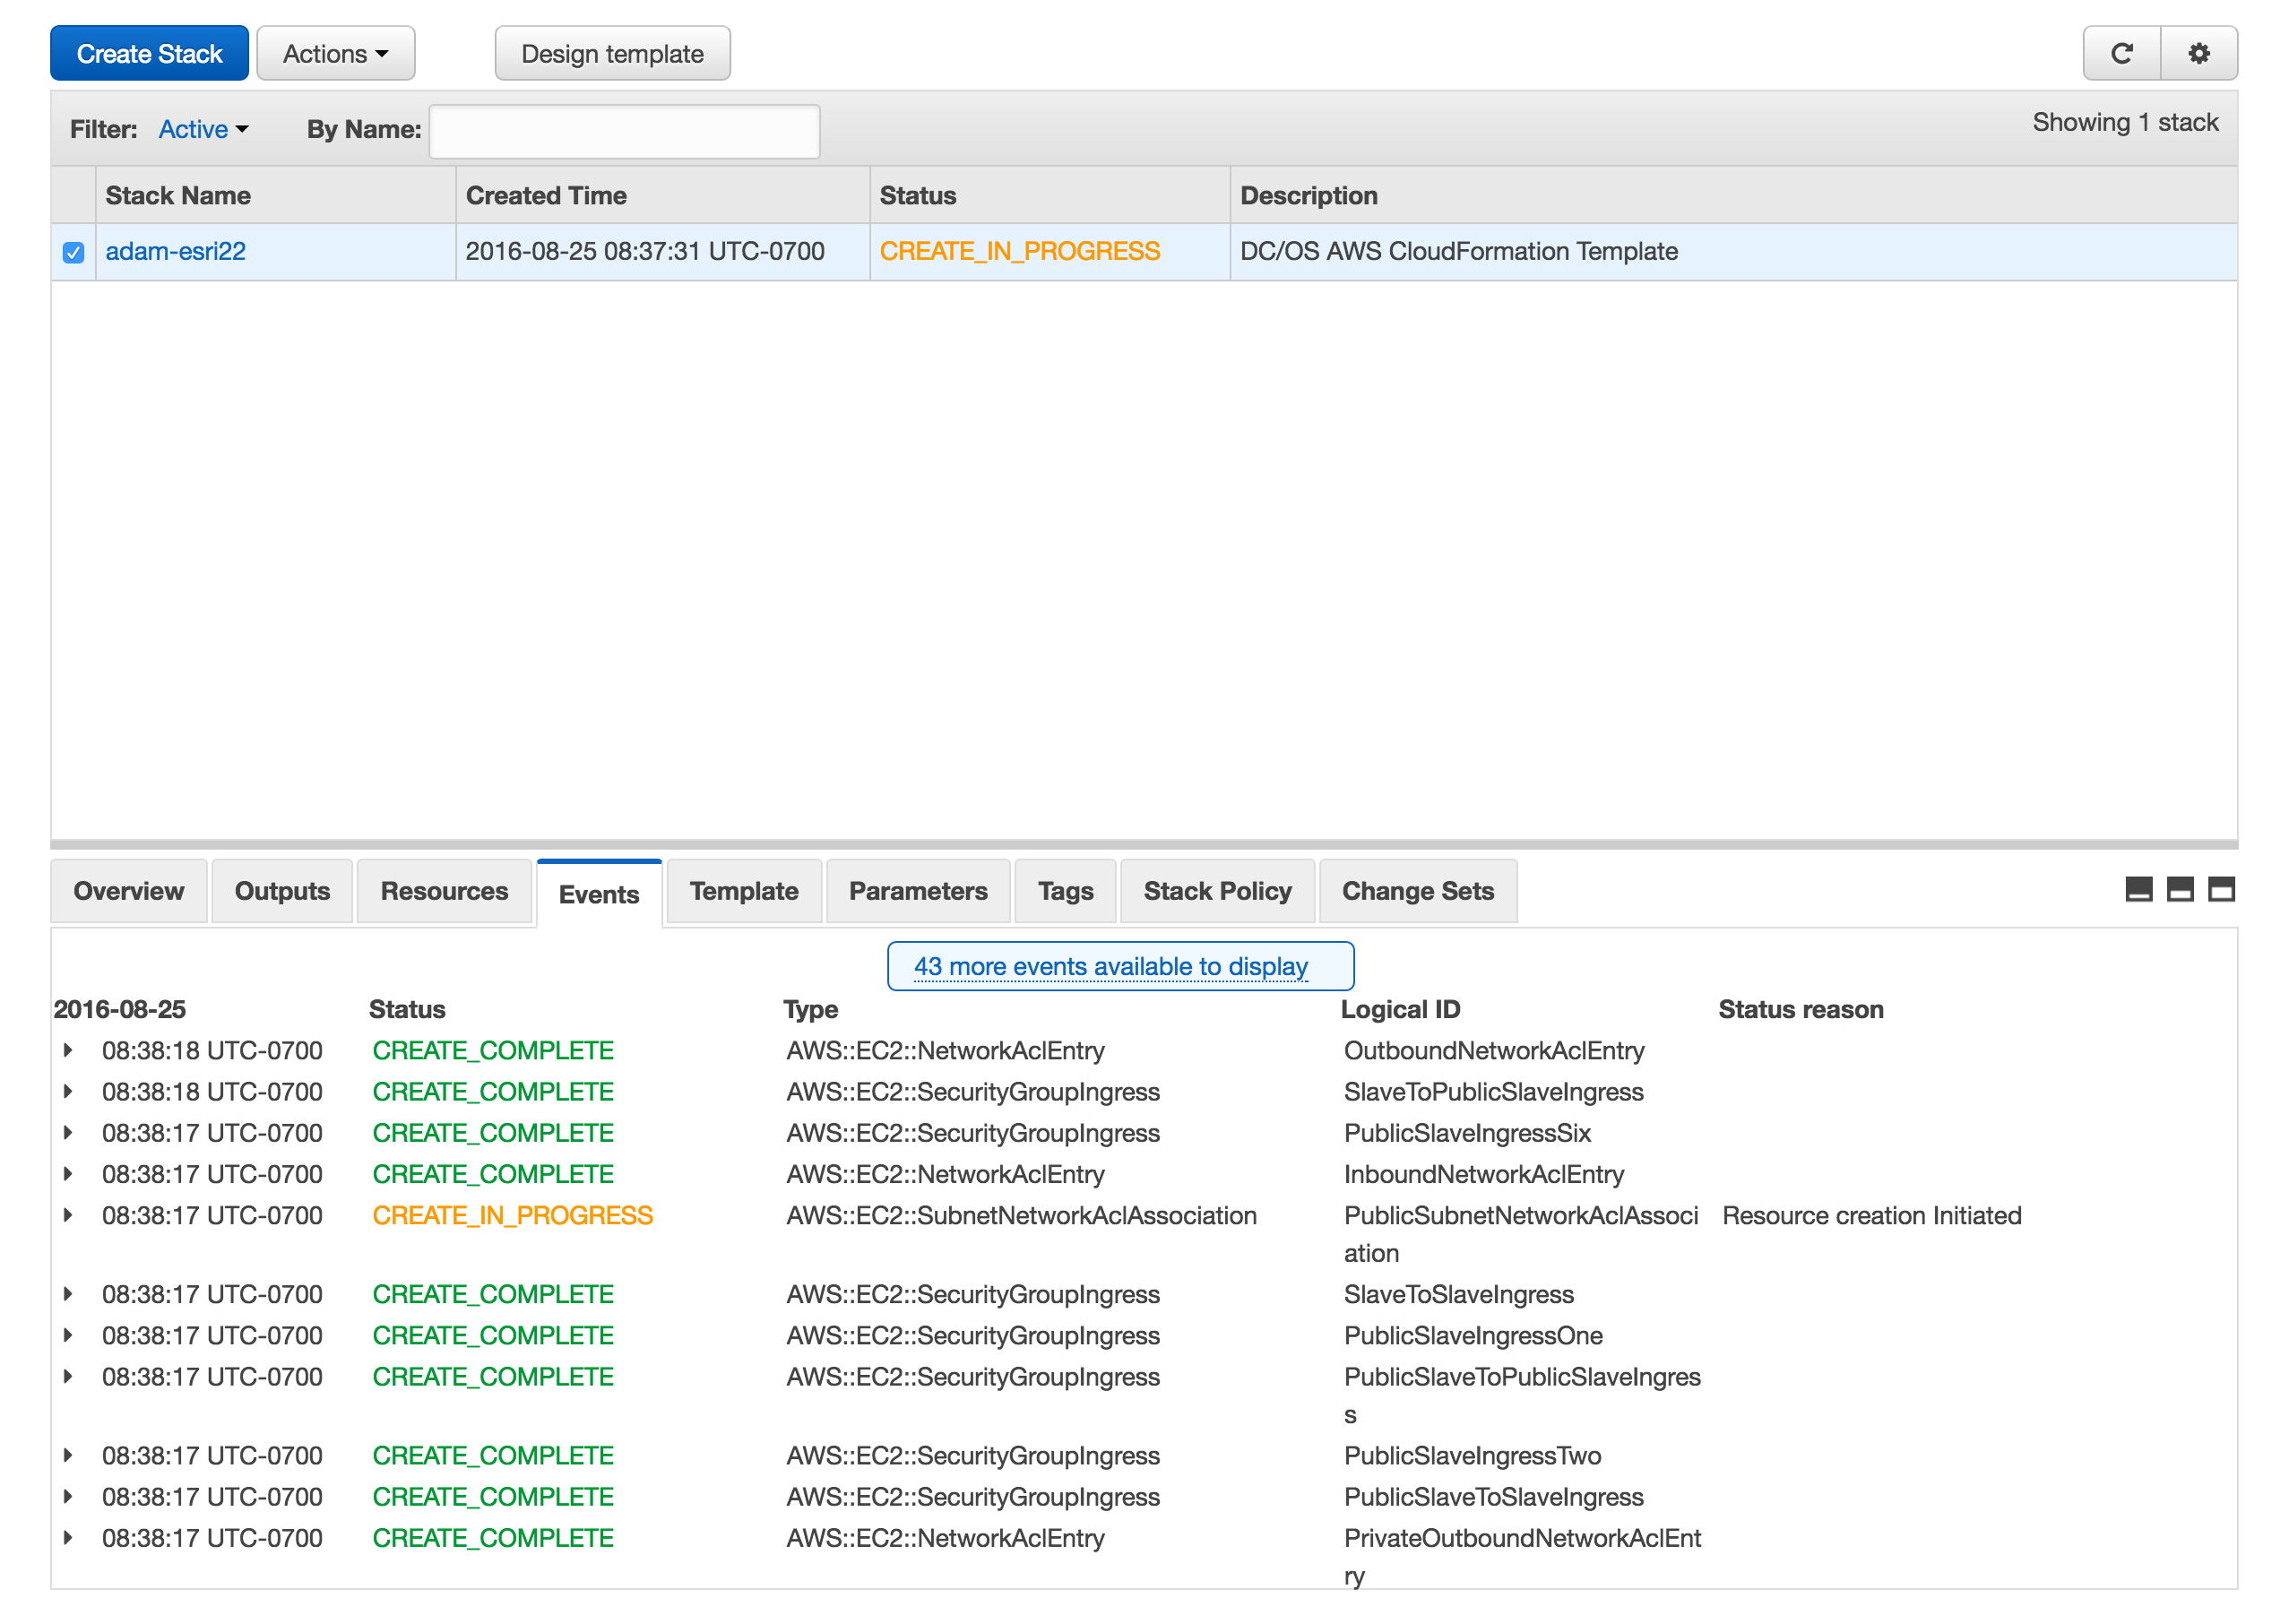 Create Stack Actions Design template
Filter: Active By Name: Showing 1 stack
Stack Name Created Time Status Description
adam-esri22 2016-08-25 08:37:31 UTC-0700 CREATE_IN_PROGRESS DC/OS AWS CloudFormation Template
Overview Outputs Resources Events Template Parameters Tags Stack Policy Change Sets
43 more events available to display
2016-08-25 Status Type Logical ID Status reason
08:38:18 UTC-0700 CREATE_COMPLETE AWS::EC2::NetworkAclEntry OutboundNetworkAclEntry
08:38:18 UTC-0700 CREATE_COMPLETE AWS::EC2::SecurityGroupIngress SlaveToPublicSlaveIngress
08:38:17 UTC-0700 CREATE_COMPLETE AWS::EC2::SecurityGroupIngress PublicSlaveIngressSix
08:38:17 UTC-0700 CREATE_COMPLETE AWS::EC2::NetworkAclEntry InboundNetworkAclEntry
08:38:17 UTC-0700 CREATE_IN_PROGRESS AWS::EC2::SubnetNetworkAclAssociation PublicSubnetNetworkAclAssoci Resource creation Initiated
ation
08:38:17 UTC-0700 CREATE_COMPLETE AWS::EC2::SecurityGroupIngress SlaveToSlaveIngress
08:38:17 UTC-0700 CREATE_COMPLETE AWS::EC2::SecurityGroupIngress PublicSlaveIngressOne
08:38:17 UTC-0700 CREATE_COMPLETE AWS::EC2::SecurityGroupIngress PublicSlaveToPublicSlaveIngres
s
08:38:17 UTC-0700 CREATE_COMPLETE AWS::EC2::SecurityGroupIngress PublicSlaveIngressTwo
08:38:17 UTC-0700 CREATE_COMPLETE AWS::EC2::SecurityGroupIngress PublicSlaveToSlaveIngress
08:38:17 UTC-0700 CREATE_COMPLETE AWS::EC2::NetworkAclEntry PrivateOutboundNetworkAclEnt
ry